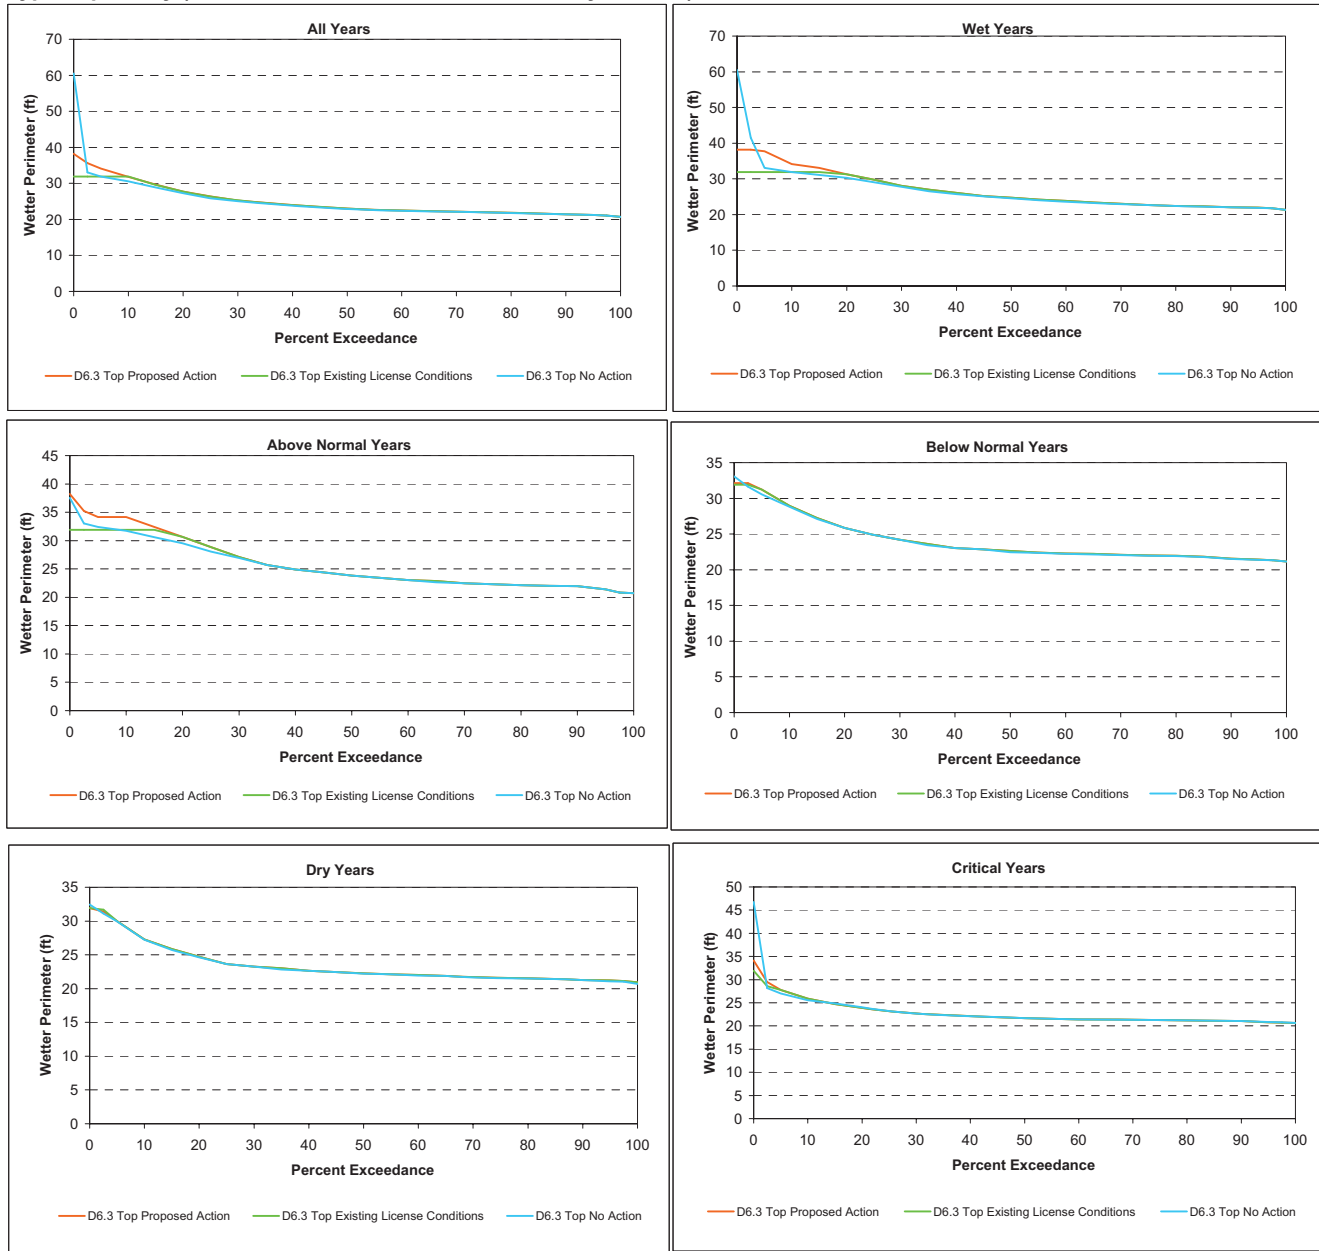 All Years
70
60
50
40
30
20
10
0
Wetter Perimeter (ft)
0 10 20 30 40 50 60 70 80 90 100
Percent Exceedance
D6.3 Top Proposed Action D6.3 Top Existing License Conditions D6.3 Top No Action
Wet Years
70
60
50
40
30
20
10
0
Wetter Perimeter (ft)
0 10 20 30 40 50 60 70 80 90 100
Percent Exceedance
D6.3 Top Proposed Action D6.3 Top Existing License Conditions D6.3 Top No Action
Above Normal Years
45
40
35
30
25
20
15
10
5
0
Wetter Perimeter (ft)
0 10 20 30 40 50 60 70 80 90 100
Percent Exceedance
D6.3 Top Proposed Action D6.3 Top Existing License Conditions D6.3 Top No Action
Below Normal Years
35
30
25
20
15
10
5
0
Wetter Perimeter (ft)
0 10 20 30 40 50 60 70 80 90 100
Percent Exceedance
D6.3 Top Proposed Action D6.3 Top Existing License Conditions D6.3 Top No Action
Dry Years
35
30
25
20
15
10
5
0
Wetter Perimeter (ft)
0 10 20 30 40 50 60 70 80 90 100
Percent Exceedance
D6.3 Top Proposed Action D6.3 Top Existing License Conditions D6.3 Top No Action
Critical Years
50
45
40
35
30
25
20
15
10
5
0
Wetter Perimeter (ft)
0 10 20 30 40 50 60 70 80 90 100
Percent Exceedance
D6.3 Top Proposed Action D6.3 Top Existing License Conditions D6.3 Top No Action